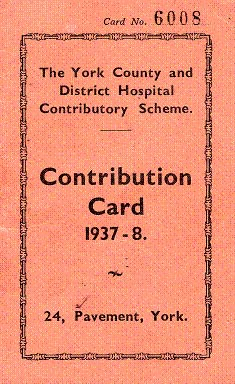 Card No. 6008
The York County and
District Hospital
Contributory Scheme.
Contribution
Card
1937-8.
24, Pavement, York.